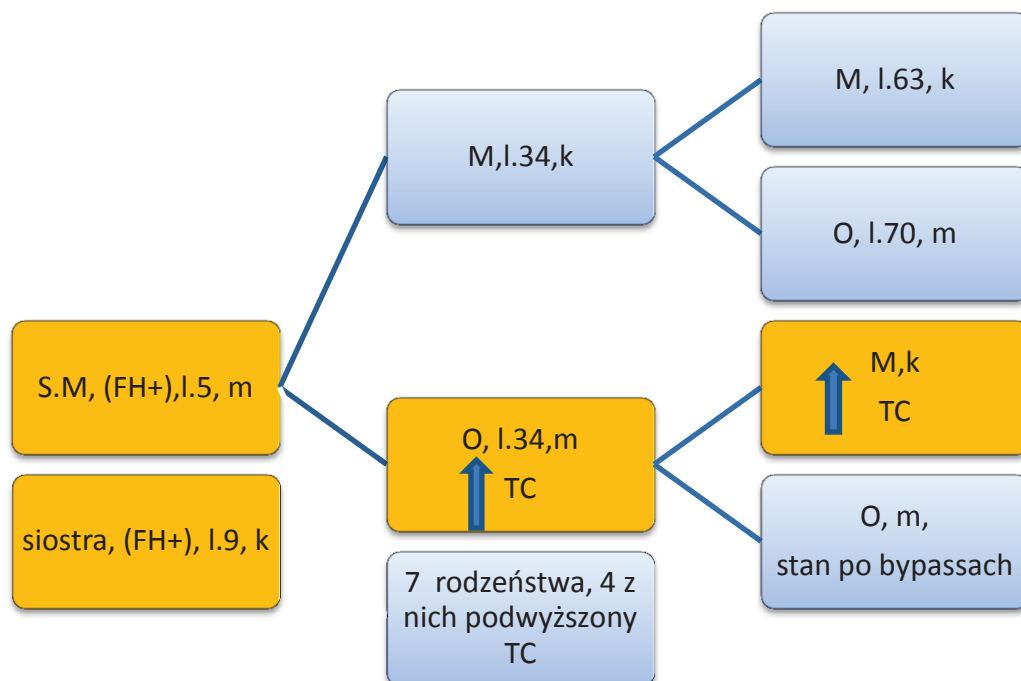 M, l.63, k
M,l.34,k
O, l.70, m
S.M, (FH+),l.5, m
M,k
TC
O, l.34,m
TC
siostra, (FH+), l.9, k
O, m,
stan po bypassach
7 rodzeństwa, 4 z
nich podwyższony
TC